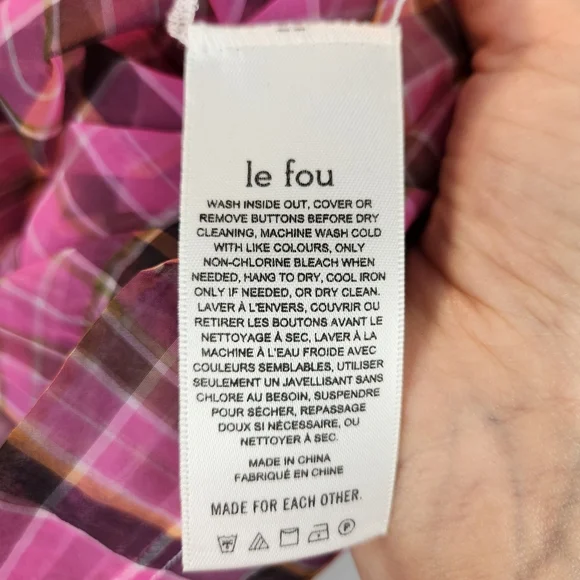 le fou
WASH INSIDE OUT, COVER OR
REMOVE BUTTONS BEFORE DRY
CLEANING, MACHINE WASH COLD
WITH LIKE COLOURS, ONLY
NON-CHLORINE BLEACH WHEN
NEEDED, HANG TO DRY, COOL IRON
ONLY IF NEEDED, OR DRY CLEAN.
LAVER À L'ENVERS, COUVRIR OU
RETIRER LES BOUTONS AVANT LE
NETTOYAGE À SEC, LAVER À LA
MACHINE À L'EAU FROIDE AVEC
COULEURS SEMBLABLES, UTILISER
SEULEMENT UN JAVELLISANT SANS
CHLORE AU BESOIN, SUSPENDRE
POUR SÉCHER, REPASSAGE
DOUX SI NÉCESSAIRE, OU
NETTOYER À SEC.
MADE IN CHINA
FABRIQUÉ EN CHINE
MADE FOR EACH OTHER.
P